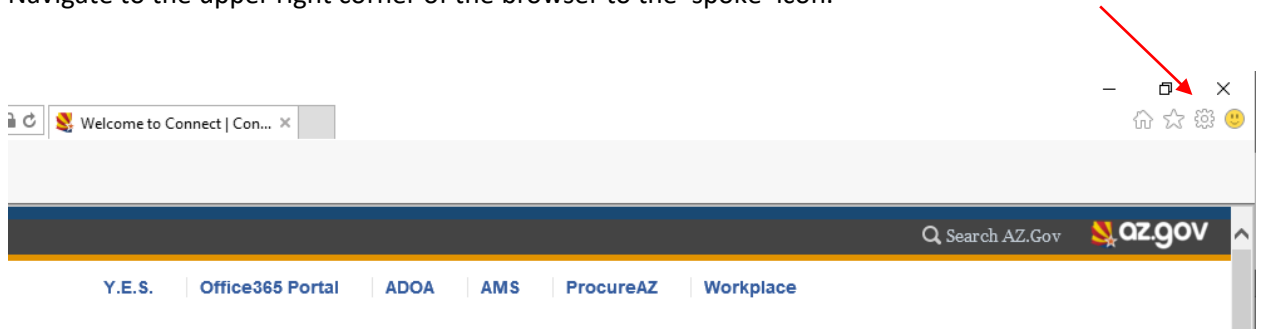 Navigate to the upper right corner of the browser to the "spoke" icon.
Welcome to Connect | Con...
Search AZ.Gov az.gov
Y.E.S. Office365 Portal ADOA AMS ProcureAZ Workplace